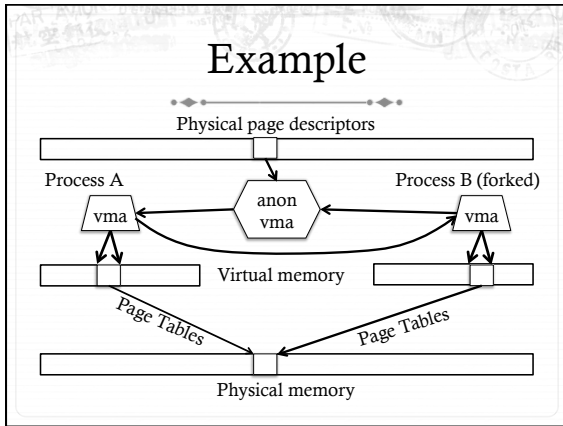 Example
Physical page descriptors
Process A
anon
vma
Process B (forked)
vma
vma
Virtual memory
Page Tables
Page Tables
Physical memory